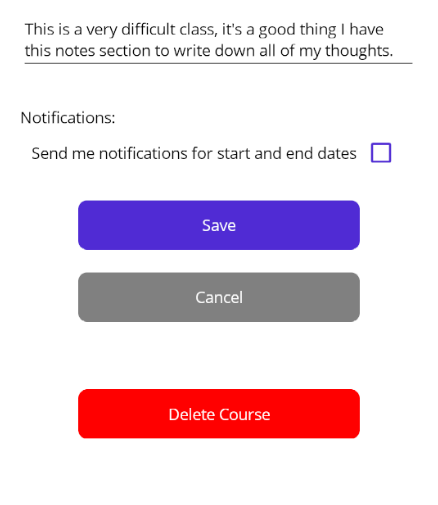 This is a very difficult class, it's a good thing I have
this notes section to write down all of my thoughts.
Notifications:
Send me notifications for start and end dates
Save
Cancel
Delete Course